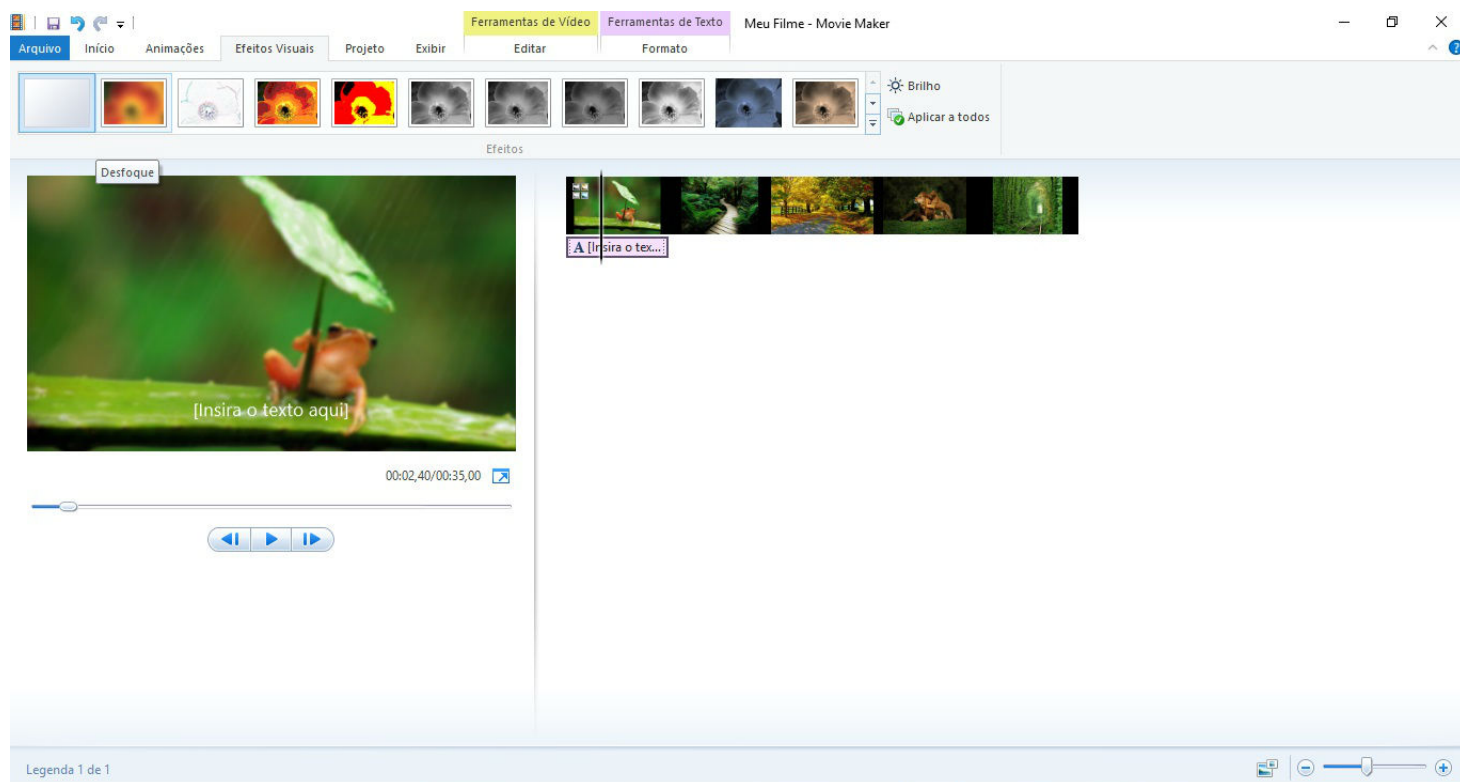 Ferramentas de Vídeo Ferramentas de Texto Meu Filme - Movie Maker
Arquivo Início Animações Efeitos Visuais Projeto Exibir Editar Formato
Brilho
Aplicar a todos
Efeitos
Desfoque
A [Insira o tex...
[Insira o texto aqui]
00:02,40/00:35,00
Legenda 1 de 1